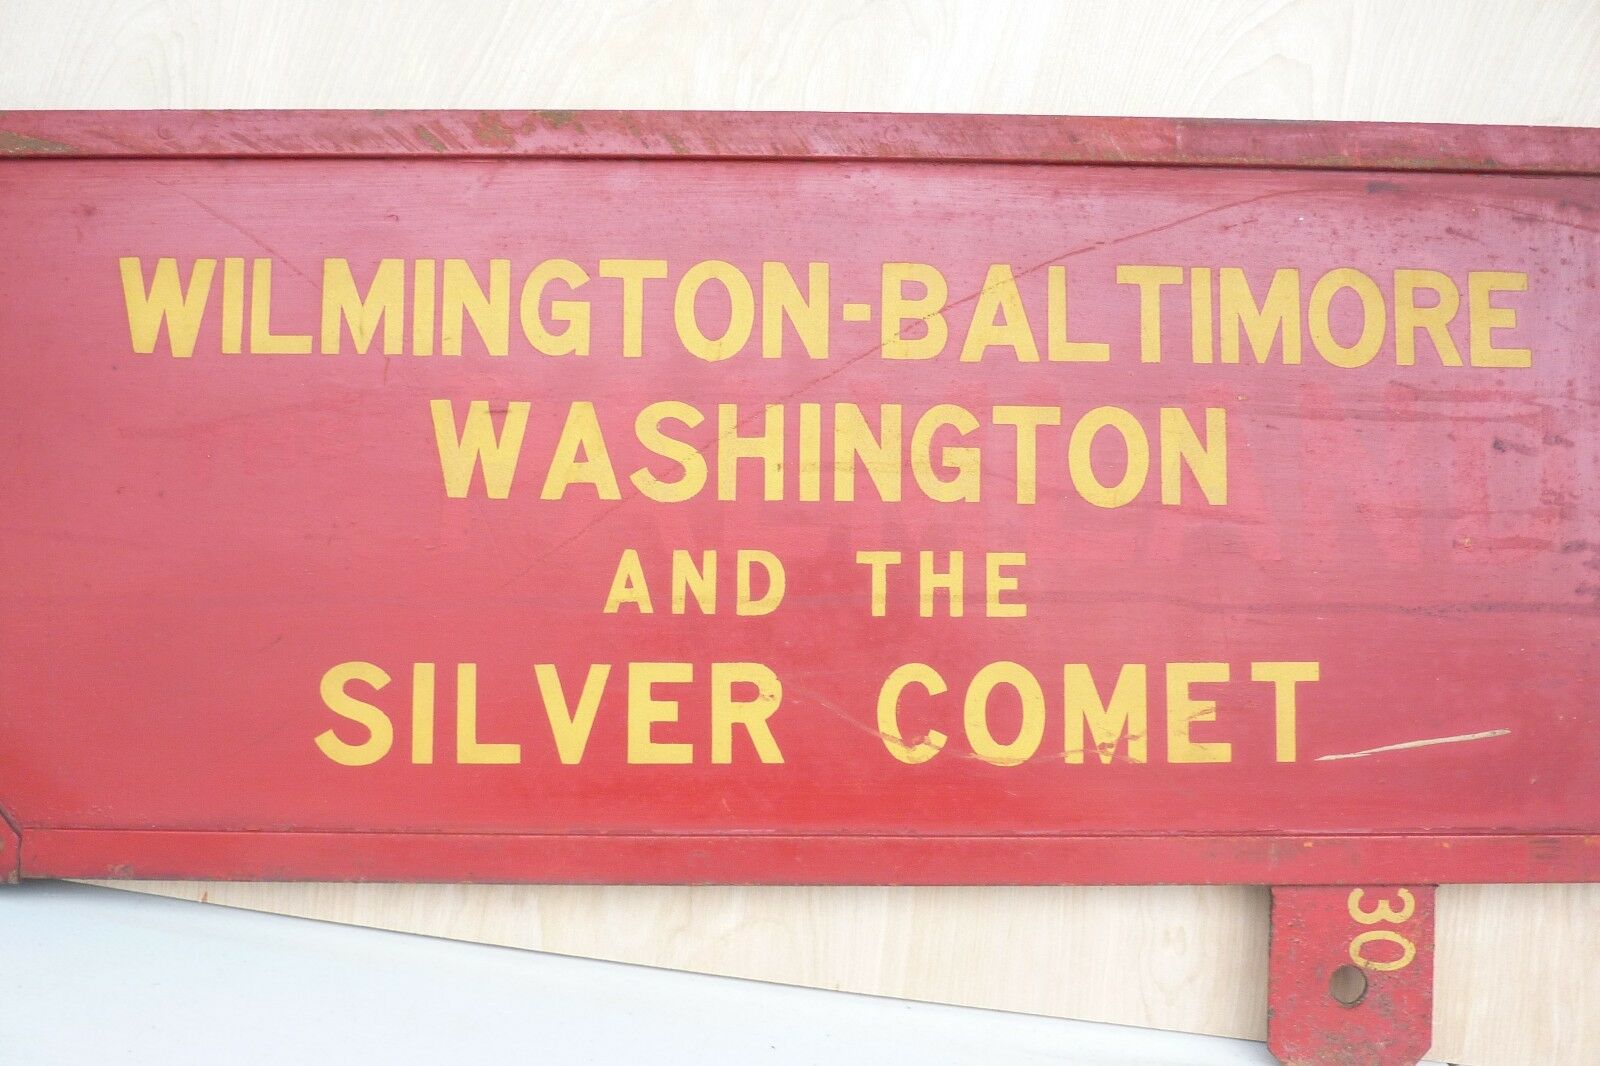 WILMINGTON-BALTIMORE
WASHINGTON
AND THE
SILVER COMET
30